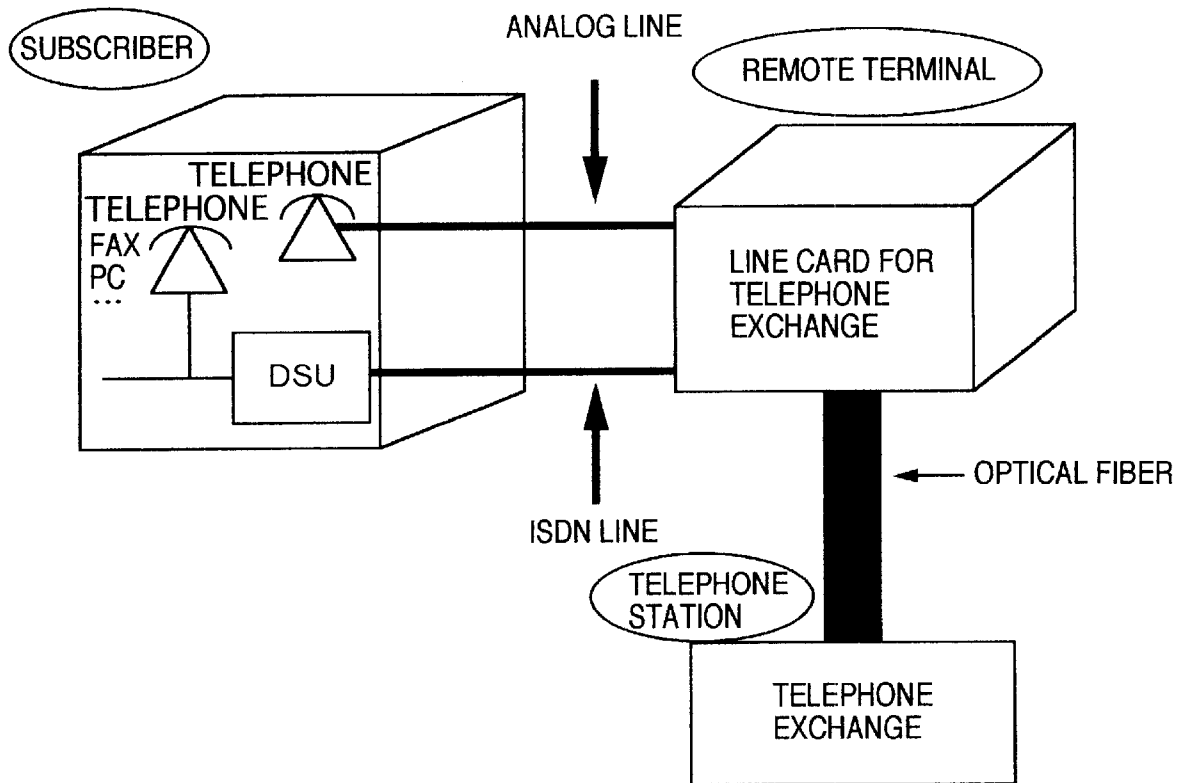 SUBSCRIBER
ANALOG LINE
REMOTE TERMINAL
TELEPHONE
TELEPHONE
FAX
PC
...
LINE CARD FOR
TELEPHONE
EXCHANGE
DSU
OPTICAL FIBER
ISDN LINE
TELEPHONE
STATION
TELEPHONE
EXCHANGE